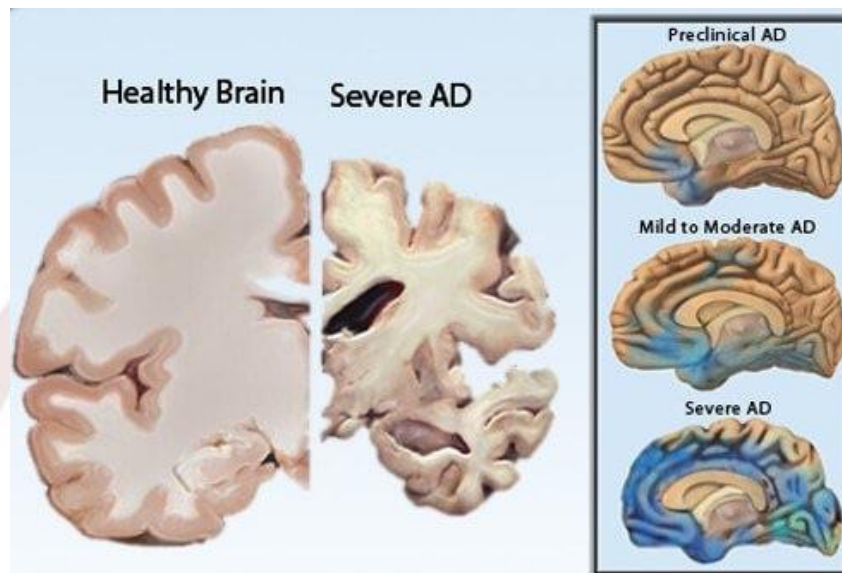 Healthy Brain
Severe AD
Preclinical AD
Mild to Moderate AD
Severe AD